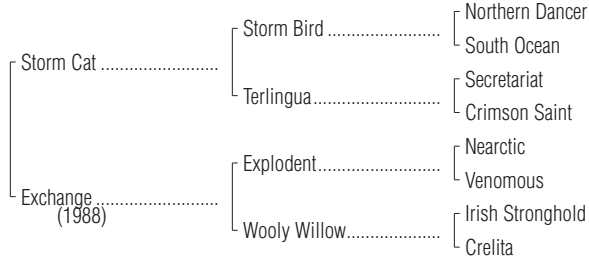 Northern Dancer
Storm Bird ........................
South Ocean
Storm Cat .........................
Secretariat
Terlingua...........................
Crimson Saint
Nearctic
Explodent..........................
Venomous
Exchange ..........................
(1988)
Irish Stronghold
Wooly Willow....................
Crelita